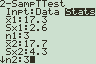 2-SampTTest
Inpt:Data Stats
x̄1:17.3
Sx1:2.6
n1:3
x̄2:17.7
Sx2:4.3
↓n2:3